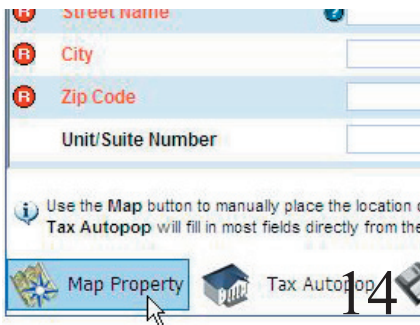 R Street Name ?
R City
R Zip Code
Unit/Suite Number
i Use the Map button to manually place the location
Tax Autopop will fill in most fields directly from the
Map Property Tax Autopop 14